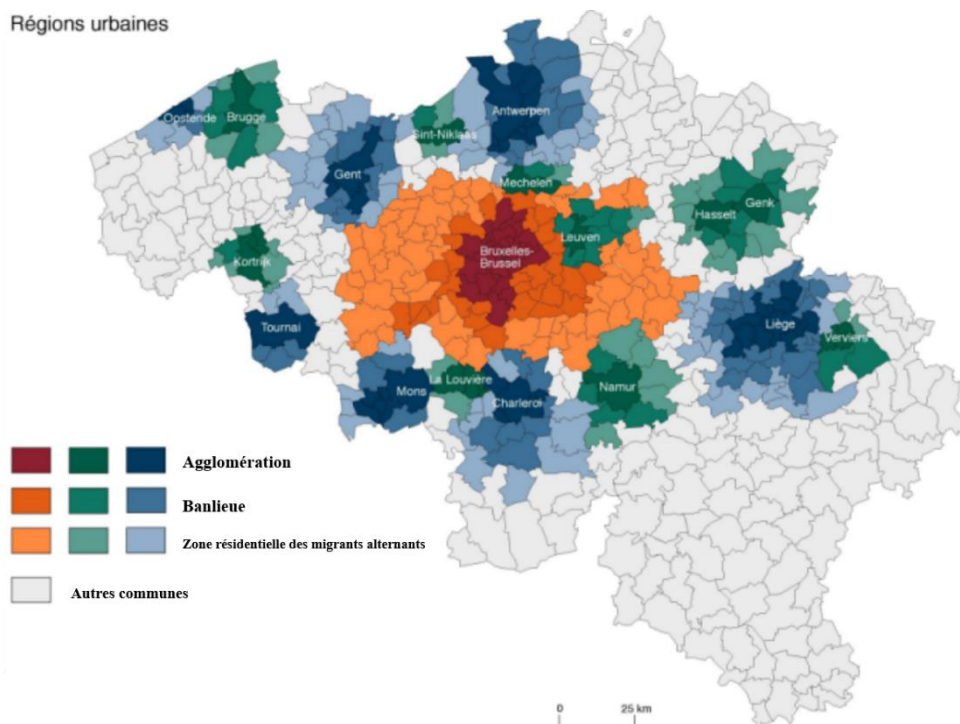 Régions urbaines
Oostende
Brugge
Antwerpen
Sint-Niklaas
Gent
Mechelen
Genk
Hasselt
Leuven
Bruxelles-
Brussel
Kortrijk
Tournai
Liège
Verviers
La Louvière
Namur
Mons
Charleroi
Agglomération
Banlieue
Zone résidentielle des migrants alternants
Autres communes
0 25 km